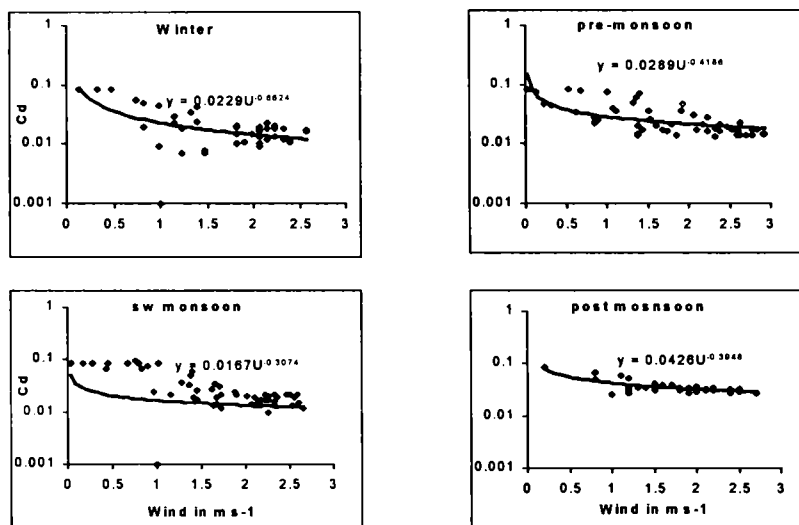 Winter
1
0.1
0.01
0.001
Cd
y = 0.0229U^-0.6624
0 0.5 1 1.5 2 2.5 3
pre-monsoon
1
0.1
0.01
0.001
y = 0.0289U^-0.4186
0 0.5 1 1.5 2 2.5 3
sw monsoon
1
0.1
0.01
0.001
Cd
y = 0.0167U^-0.3074
0 0.5 1 1.5 2 2.5 3
Wind in ms-1
post mosnsoon
1
0.1
0.01
0.001
y = 0.0426U^-0.3948
0 0.5 1 1.5 2 2.5 3
Wind in ms-1